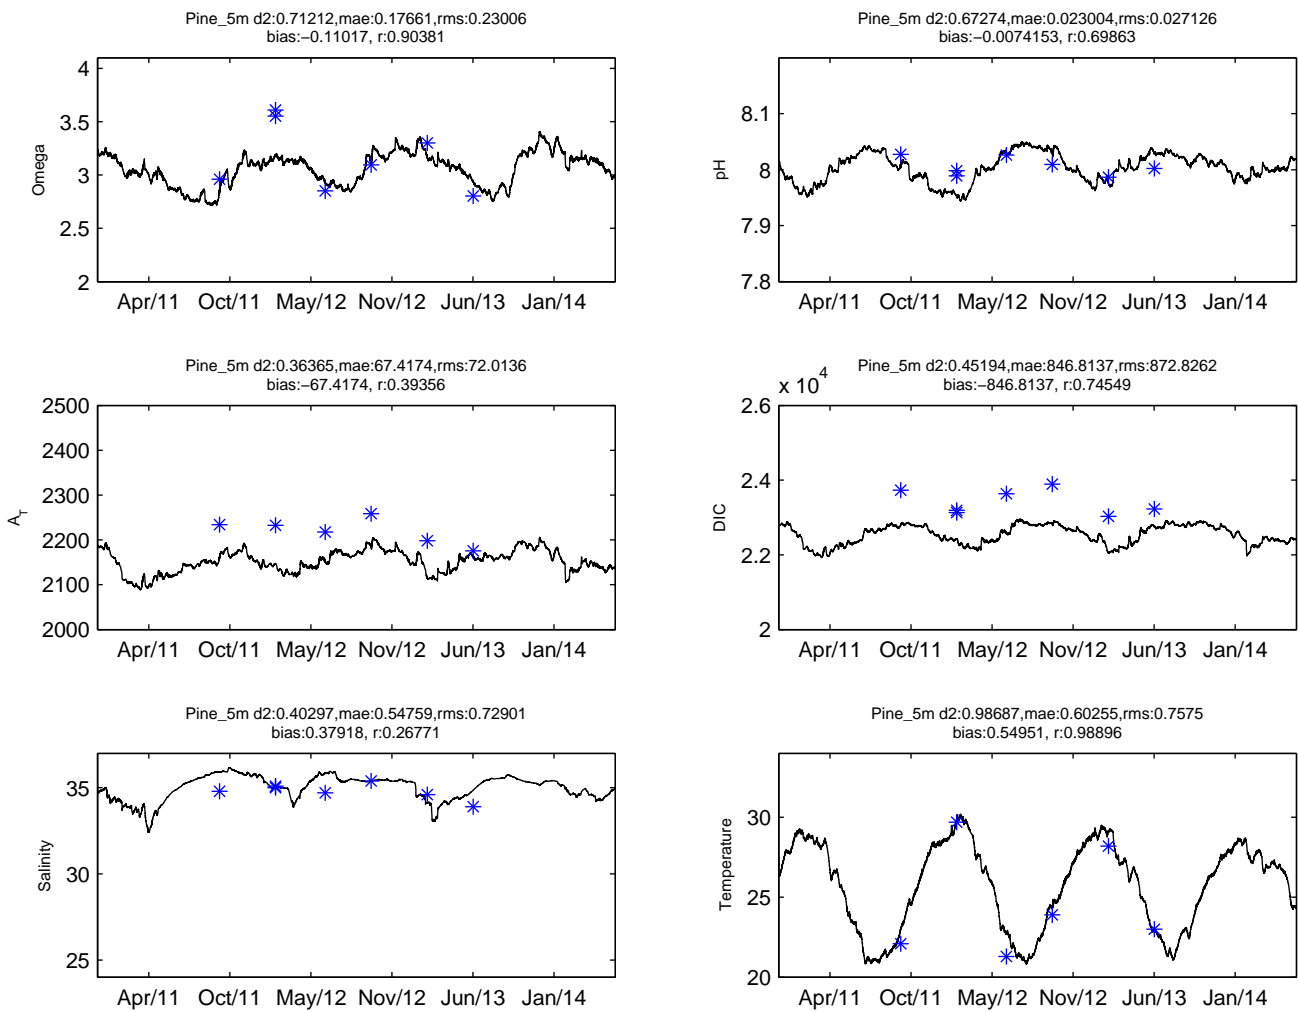 Pine_5m d2:0.71212,mae:0.17661,rms:0.23006
bias:−0.11017, r:0.90381
4
3.5
3
2.5
2
Omega
Apr/11 Oct/11 May/12 Nov/12 Jun/13 Jan/14
Pine_5m d2:0.67274,mae:0.023004,rms:0.027126
bias:−0.0074153, r:0.69863
8.1
8
7.9
7.8
pH
Apr/11 Oct/11 May/12 Nov/12 Jun/13 Jan/14
Pine_5m d2:0.36365,mae:67.4174,rms:72.0136
bias:−67.4174, r:0.39356
2500
2400
2300
2200
2100
2000
A_T
Apr/11 Oct/11 May/12 Nov/12 Jun/13 Jan/14
Pine_5m d2:0.45194,mae:846.8137,rms:872.8262
bias:−846.8137, r:0.74549
x 10^4
2.6
2.4
2.2
2
DIC
Apr/11 Oct/11 May/12 Nov/12 Jun/13 Jan/14
Pine_5m d2:0.40297,mae:0.54759,rms:0.72901
bias:0.37918, r:0.26771
35
30
25
Salinity
Apr/11 Oct/11 May/12 Nov/12 Jun/13 Jan/14
Pine_5m d2:0.98687,mae:0.60255,rms:0.7575
bias:0.54951, r:0.98896
30
25
20
Temperature
Apr/11 Oct/11 May/12 Nov/12 Jun/13 Jan/14